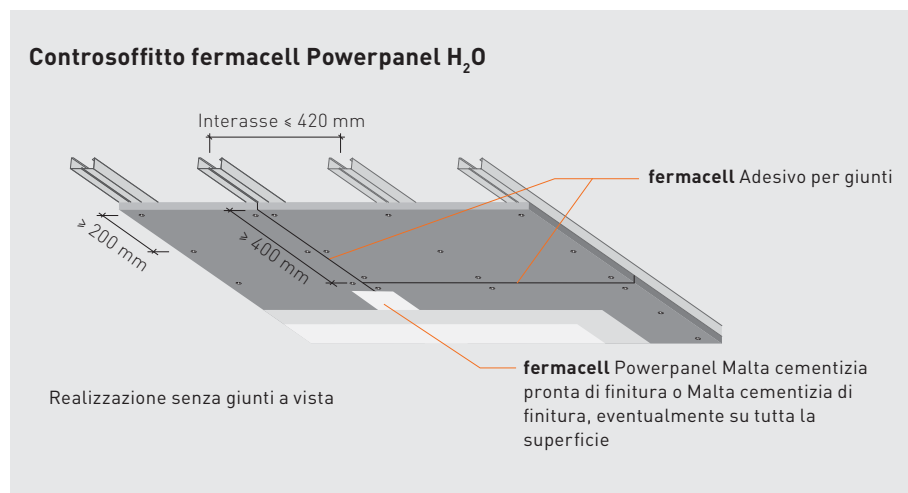 Controsoffitto fermacell Powerpanel H₂O
Interasse ≤ 420 mm
fermacell Adesivo per giunti
≥ 200 mm
≥ 400 mm
fermacell Powerpanel Malta cementizia
pronta di finitura o Malta cementizia di
finitura, eventualmente su tutta la
superficie
Realizzazione senza giunti a vista